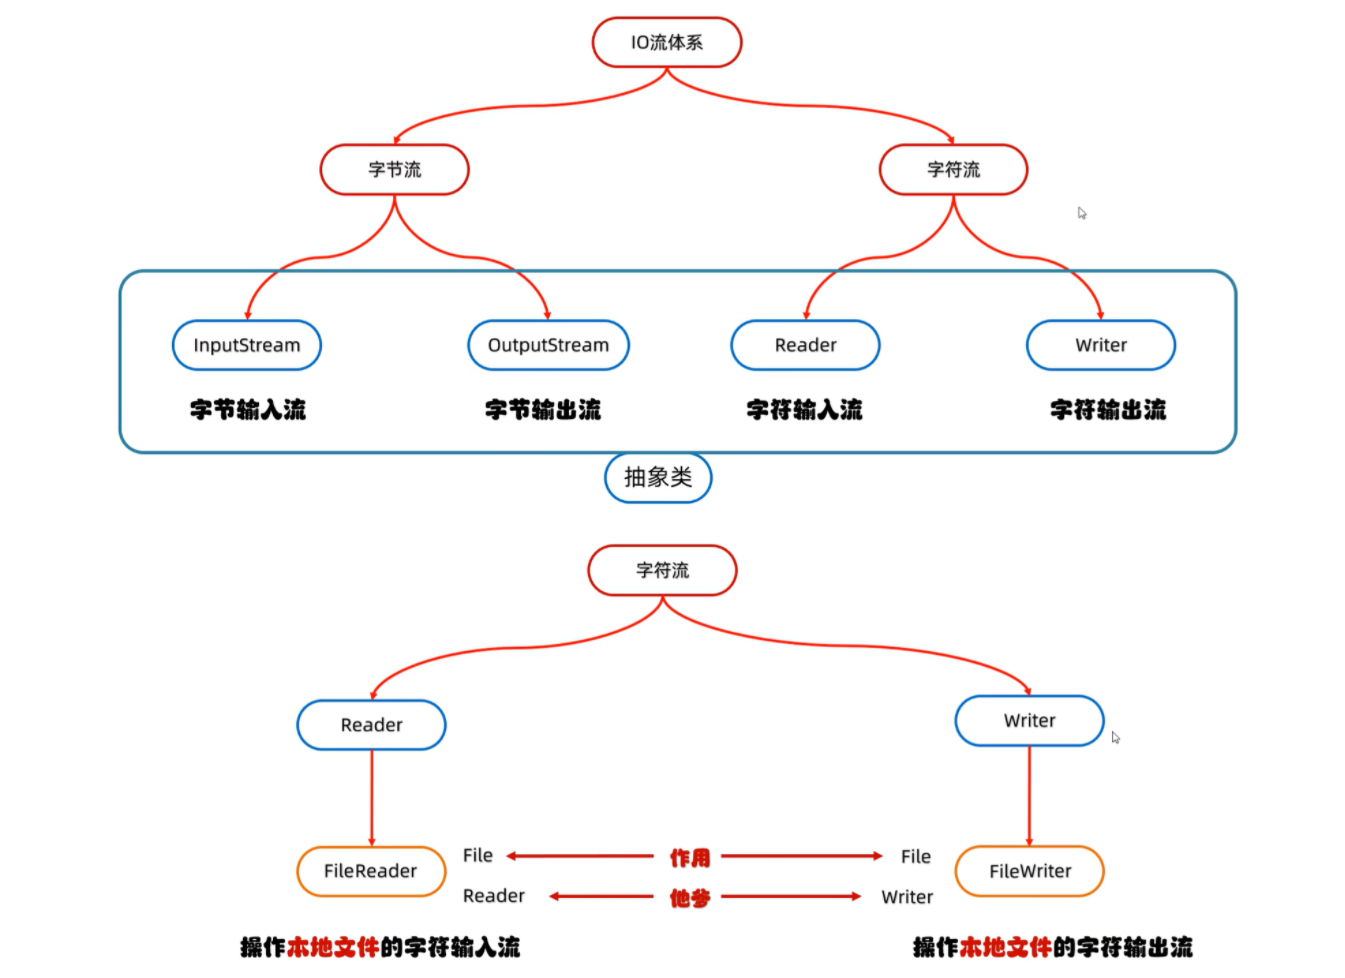 IO流体系
字节流
字符流
InputStream
OutputStream
Reader
Writer
字节输入流
字节输出流
字符输入流
字符输出流
抽象类
字符流
Reader
Writer
FileReader
File
作用
File
FileWriter
Reader
他爹
Writer
操作本地文件的字符输入流
操作本地文件的字符输出流